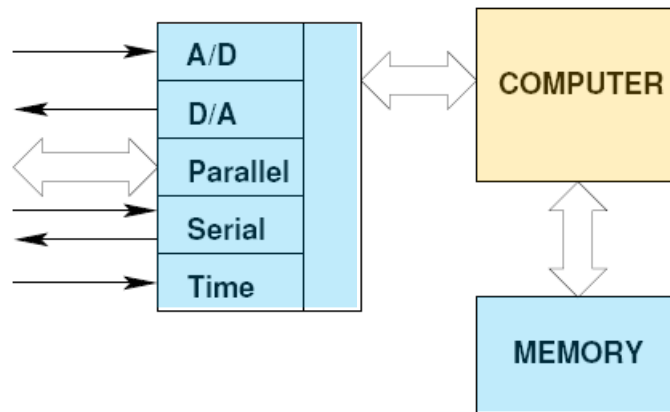 A/D
D/A
Parallel
Serial
Time
COMPUTER
MEMORY